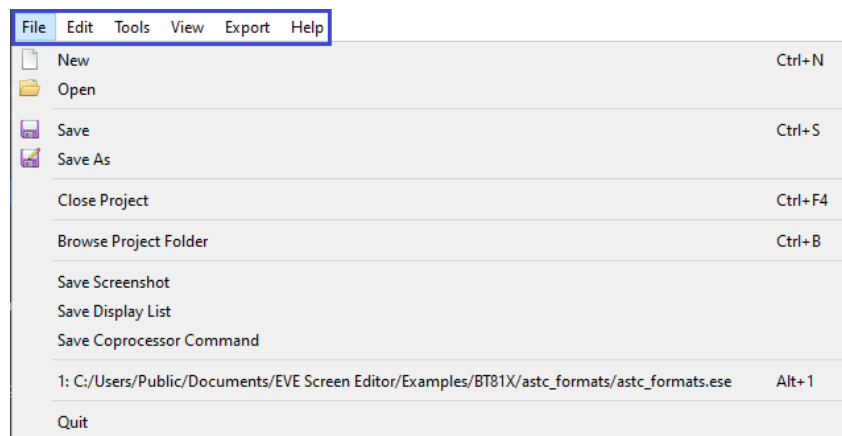 File Edit Tools View Export Help
New Ctrl+N
Open
Save Ctrl+S
Save As
Close Project Ctrl+F4
Browse Project Folder Ctrl+B
Save Screenshot
Save Display List
Save Coprocessor Command
1: C:/Users/Public/Documents/EVE Screen Editor/Examples/BT81X/astc_formats/astc_formats.ese Alt+1
Quit